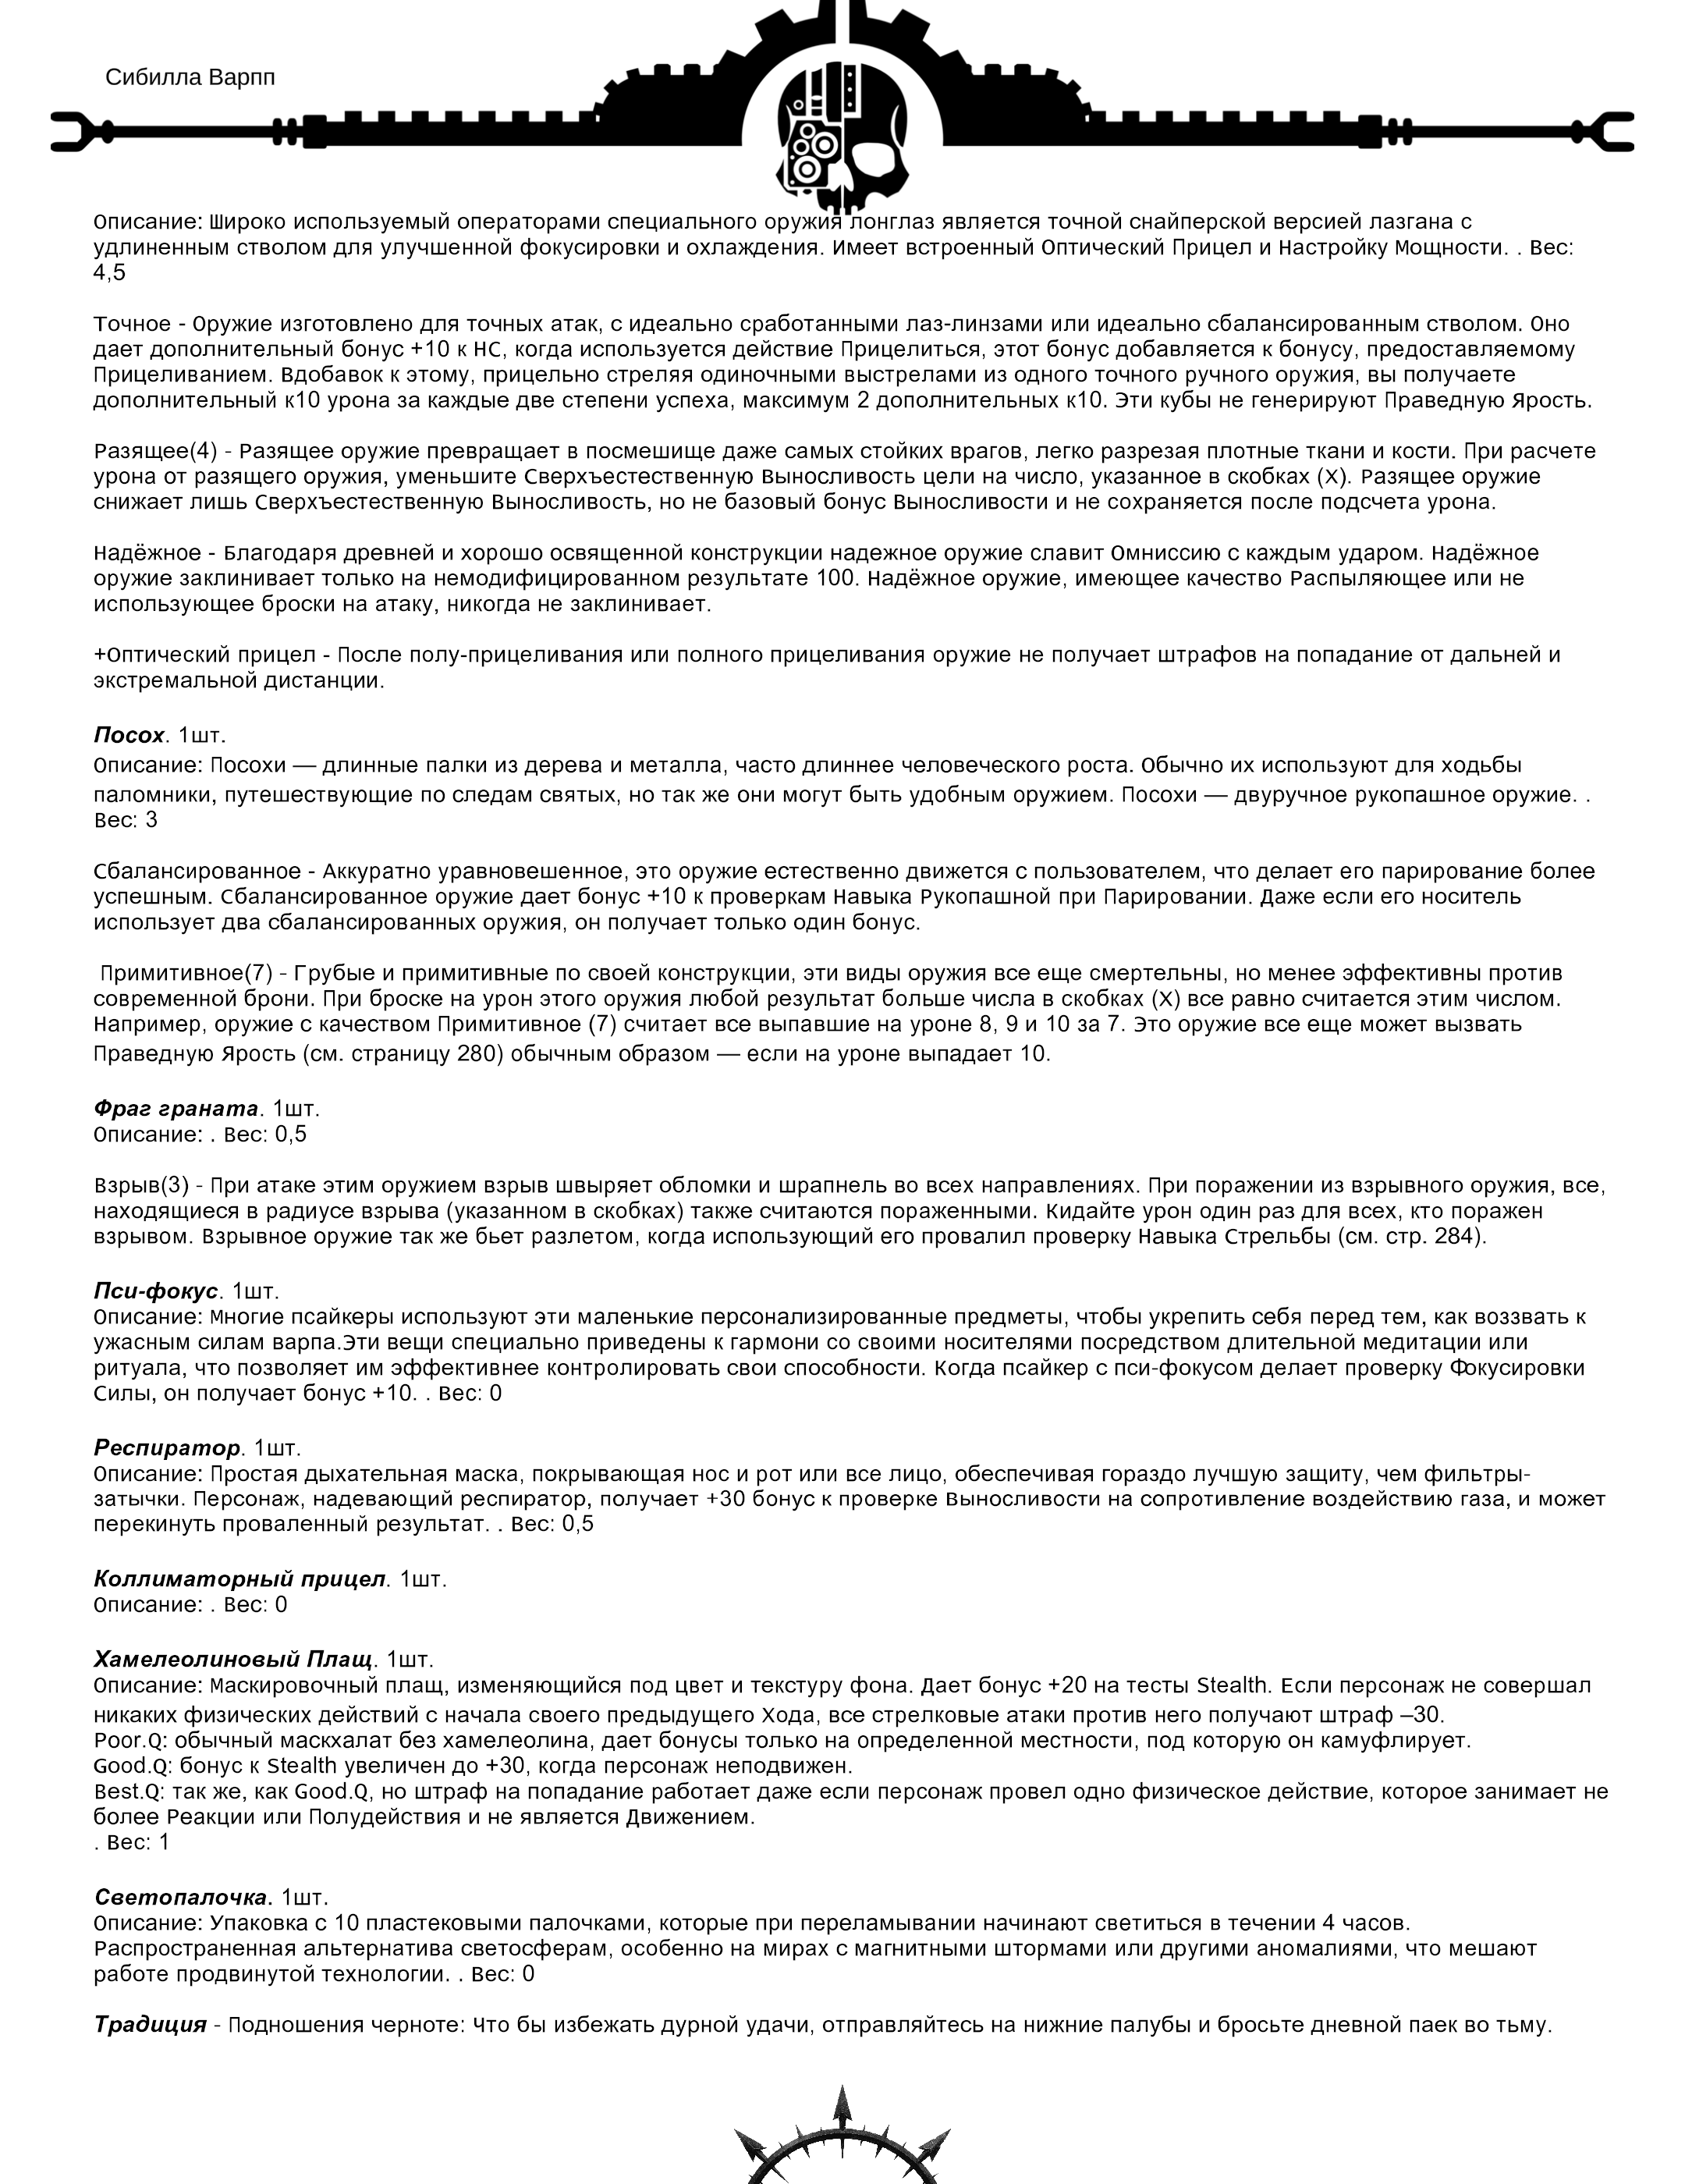 Сибилла Варпп
Описание: Широко используемый операторами специального оружия лонглаз является точной снайперской версией лазгана с
удлиненным стволом для улучшенной фокусировки и охлаждения. Имеет встроенный Оптический Прицел и Настройку Мощности. . Вес:
4,5
Точное - Оружие изготовлено для точных атак, с идеально сработанными лаз-линзами или идеально сбалансированным стволом. Оно
дает дополнительный бонус +10 к НС, когда используется действие Прицелиться, этот бонус добавляется к бонусу, предоставляемому
Прицеливанием. Вдобавок к этому, прицельно стреляя одиночными выстрелами из одного точного ручного оружия, вы получаете
дополнительный к10 урона за каждые две степени успеха, максимум 2 дополнительных к10. Эти кубы не генерируют Праведную Ярость.
Разящее(4) - Разящее оружие превращает в посмешище даже самых стойких врагов, легко разрезая плотные ткани и кости. При расчете
урона от разящего оружия, уменьшите Сверхъестественную Выносливость цели на число, указанное в скобках (Х). Разящее оружие
снижает лишь Сверхъестественную Выносливость, но не базовый бонус Выносливости и не сохраняется после подсчета урона.
Надёжное - Благодаря древней и хорошо освященной конструкции надежное оружие славит Омниссию с каждым ударом. Надёжное
оружие заклинивает только на немодифицированном результате 100. Надёжное оружие, имеющее качество Распыляющее или не
использующее броски на атаку, никогда не заклинивает.
+Оптический прицел - После полу-прицеливания или полного прицеливания оружие не получает штрафов на попадание от дальней и
экстремальной дистанции.
Посох. 1шт.
Описание: Посохи — длинные палки из дерева и металла, часто длиннее человеческого роста. Обычно их используют для ходьбы
паломники, путешествующие по следам святых, но так же они могут быть удобным оружием. Посохи — двуручное рукопашное оружие. .
Вес: 3
Сбалансированное - Аккуратно уравновешенное, это оружие естественно движется с пользователем, что делает его парирование более
успешным. Сбалансированное оружие дает бонус +10 к проверкам Навыка Рукопашной при Парировании. Даже если его носитель
использует два сбалансированных оружия, он получает только один бонус.
Примитивное(7) - Грубые и примитивные по своей конструкции, эти виды оружия все еще смертельны, но менее эффективны против
современной брони. При броске на урон этого оружия любой результат больше числа в скобках (Х) все равно считается этим числом.
Например, оружие с качеством Примитивное (7) считает все выпавшие на уроне 8, 9 и 10 за 7. Это оружие все еще может вызвать
Праведную Ярость (см. страницу 280) обычным образом — если на уроне выпадает 10.
Фраг граната. 1шт.
Описание: . Вес: 0,5
Взрыв(3) - При атаке этим оружием взрыв швыряет обломки и шрапнель во всех направлениях. При поражении из взрывного оружия, все,
находящиеся в радиусе взрыва (указанном в скобках) также считаются пораженными. Кидайте урон один раз для всех, кто поражен
взрывом. Взрывное оружие так же бьет разлетом, когда использующий его провалил проверку Навыка Стрельбы (см. стр. 284).
Пси-фокус. 1шт.
Описание: Многие псайкеры используют эти маленькие персонализированные предметы, чтобы укрепить себя перед тем, как воззвать к
ужасным силам варпа.Эти вещи специально приведены к гармони со своими носителями посредством длительной медитации или
ритуала, что позволяет им эффективнее контролировать свои способности. Когда псайкер с пси-фокусом делает проверку Фокусировки
Силы, он получает бонус +10. . Вес: 0
Респиратор. 1шт.
Описание: Простая дыхательная маска, покрывающая нос и рот или все лицо, обеспечивая гораздо лучшую защиту, чем фильтры-
затычки. Персонаж, надевающий респиратор, получает +30 бонус к проверке Выносливости на сопротивление воздействию газа, и может
перекинуть проваленный результат. . Вес: 0,5
Коллиматорный прицел. 1шт.
Описание: . Вес: 0
Хамелеолиновый Плащ. 1шт.
Описание: Маскировочный плащ, изменяющийся под цвет и текстуру фона. Дает бонус +20 на тесты Stealth. Если персонаж не совершал
никаких физических действий с начала своего предыдущего Хода, все стрелковые атаки против него получают штраф –30.
Poor.Q: обычный маскхалат без хамелеолина, дает бонусы только на определенной местности, под которую он камуфлирует.
Good.Q: бонус к Stealth увеличен до +30, когда персонаж неподвижен.
Best.Q: так же, как Good.Q, но штраф на попадание работает даже если персонаж провел одно физическое действие, которое занимает не
более Реакции или Полудействия и не является Движением.
. Вес: 1
Светопалочка. 1шт.
Описание: Упаковка с 10 пластековыми палочками, которые при переламывании начинают светиться в течении 4 часов.
Распространенная альтернатива светосферам, особенно на мирах с магнитными штормами или другими аномалиями, что мешают
работе продвинутой технологии. . Вес: 0
Традиция - Подношения черноте: Что бы избежать дурной удачи, отправляйтесь на нижние палубы и бросьте дневной паек во тьму.